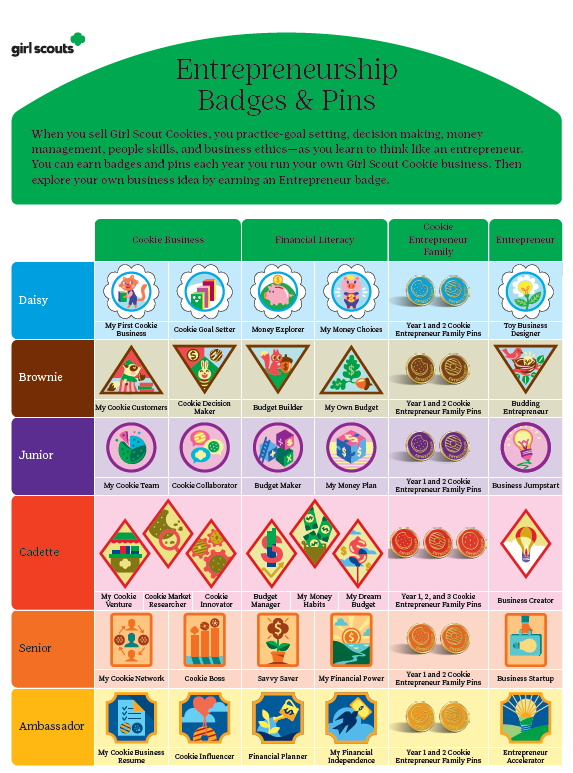 girl scouts
Entrepreneurship
Badges & Pins
When you sell Girl Scout Cookies, you practice-goal setting, decision making, money
management, people skills, and business ethics—as you learn to think like an entrepreneur.
You can earn badges and pins each year you run your own Girl Scout Cookie business. Then
explore your own business idea by earning an Entrepreneur badge.
Cookie Business
Financial Literacy
Cookie
Entrepreneur
Family
Entrepreneur
Daisy
My First Cookie
Business
Cookie Goal Setter
Money Explorer
My Money Choices
Year 1 and 2 Cookie
Entrepreneur Family Pins
Toy Business
Designer
Brownie
My Cookie Customers
Cookie Decision
Maker
Budget Builder
My Own Budget
Year 1 and 2 Cookie
Entrepreneur Family Pins
Budding
Entrepreneur
Junior
My Cookie Team
Cookie Collaborator
Budget Maker
My Money Plan
Year 1 and 2 Cookie
Entrepreneur Family Pins
Business Jumpstart
Cadette
My Cookie
Venture
Cookie Market
Researcher
Cookie
Innovator
Budget
Manager
My Money
Habits
My Dream
Budget
Year 1, 2, and 3 Cookie
Entrepreneur Family Pins
Business Creator
Senior
My Cookie Network
Cookie Boss
Savvy Saver
My Financial Power
Year 1 and 2 Cookie
Entrepreneur Family Pins
Business Startup
Ambassador
My Cookie Business
Resume
Cookie Influencer
Financial Planner
My Financial
Independence
Year 1 and 2 Cookie
Entrepreneur Family Pins
Entrepreneur
Accelerator